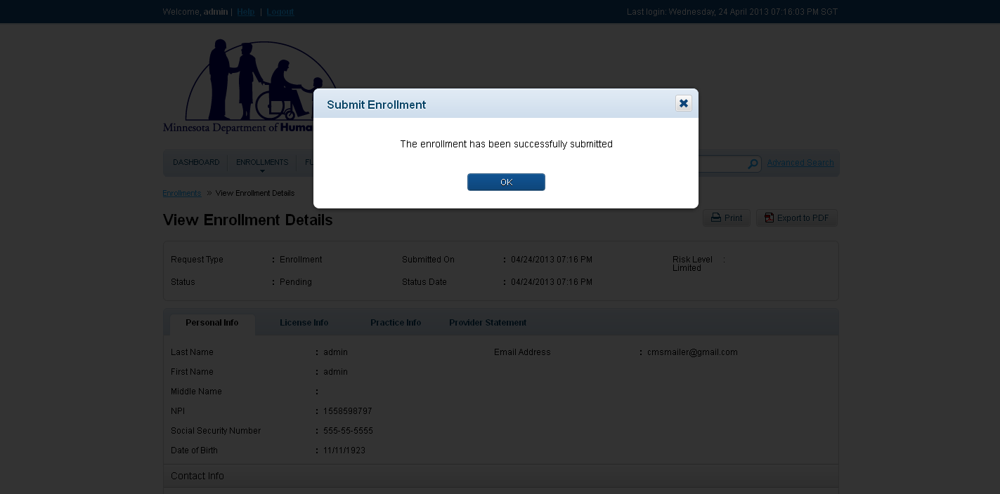 Welcome, admin | Help | Logout
Last login: Wednesday, 24 April 2013 07:16:03 PM SGT
Minnesota Department of Huma
Submit Enrollment
The enrollment has been successfully submitted
OK
DASHBOARD ENROLLMENTS FU
Advanced Search
Enrollments » View Enrollment Details
View Enrollment Details
Print Export to PDF
Request Type : Enrollment Submitted On : 04/24/2013 07:16 PM Risk Level :
Limited
Status : Pending Status Date : 04/24/2013 07:16 PM
Personal Info License Info Practice Info Provider Statement
Last Name : admin Email Address : cmsmailer@gmail.com
First Name : admin
Middle Name :
NPI : 1558598797
Social Security Number : 555-55-5555
Date of Birth : 11/11/1923
Contact Info